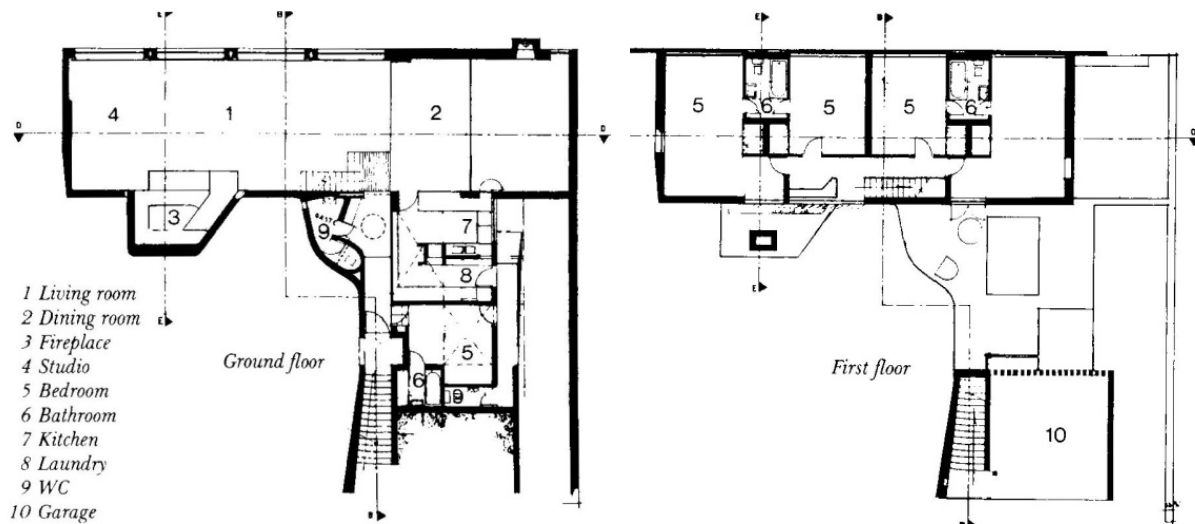 E
B
E
B
4
1
2
5
6
5
5
6
D
D
D
3
9
7
8
5
6
9
E
E
B
10
B
1 Living room
2 Dining room
3 Fireplace
4 Studio
5 Bedroom
6 Bathroom
7 Kitchen
8 Laundry
9 WC
10 Garage
Ground floor
First floor